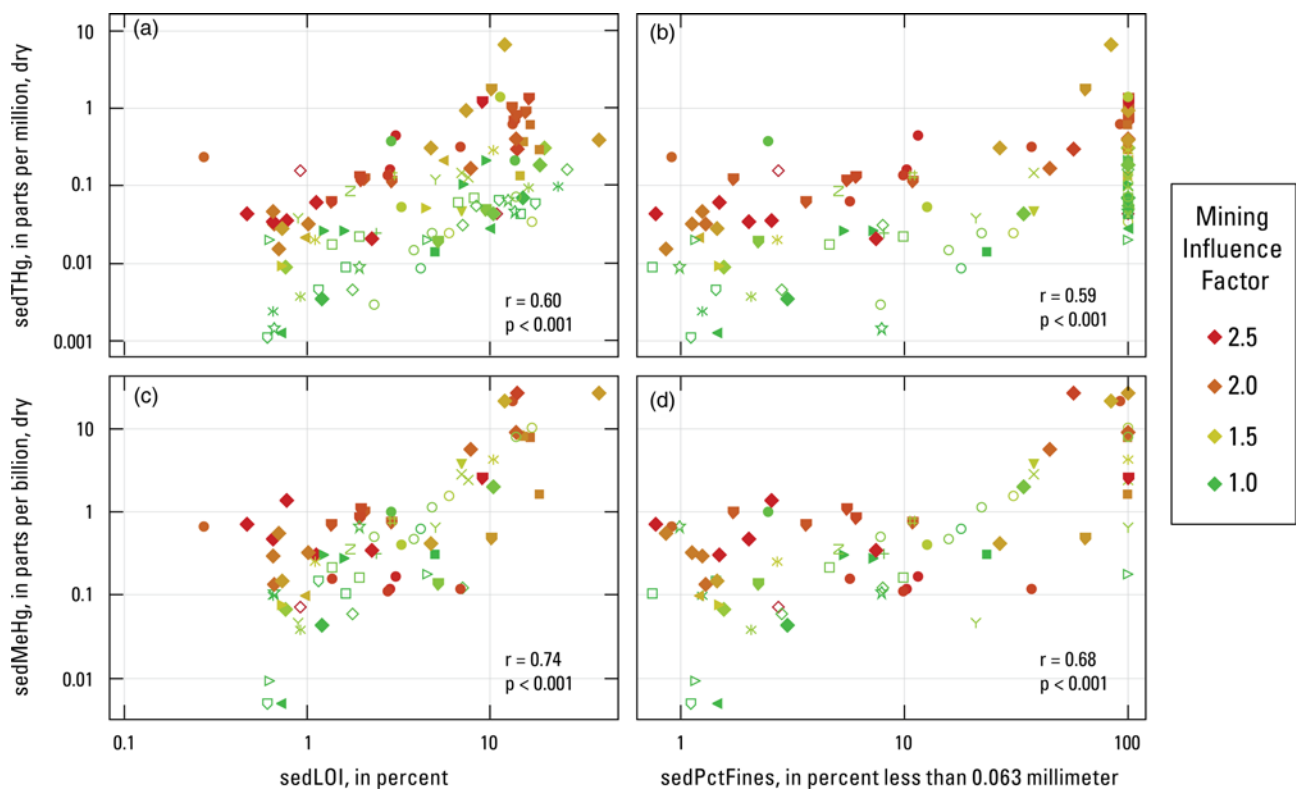 (a)
sedTHg, in parts per million, dry
10
1
0.1
0.01
0.001
r = 0.60
p < 0.001
(b)
r = 0.59
p < 0.001
(c)
sedMeHg, in parts per billion, dry
10
1
0.1
0.01
r = 0.74
p < 0.001
0.1
1
10
sedLOI, in percent
(d)
r = 0.68
p < 0.001
1
10
100
sedPctFines, in percent less than 0.063 millimeter
Mining
Influence
Factor
2.5
2.0
1.5
1.0